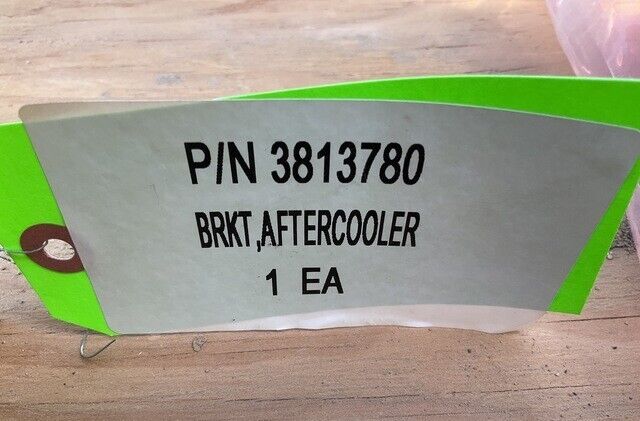 P/N 3813780
BRKT,AFTERCOOLER
1 EA